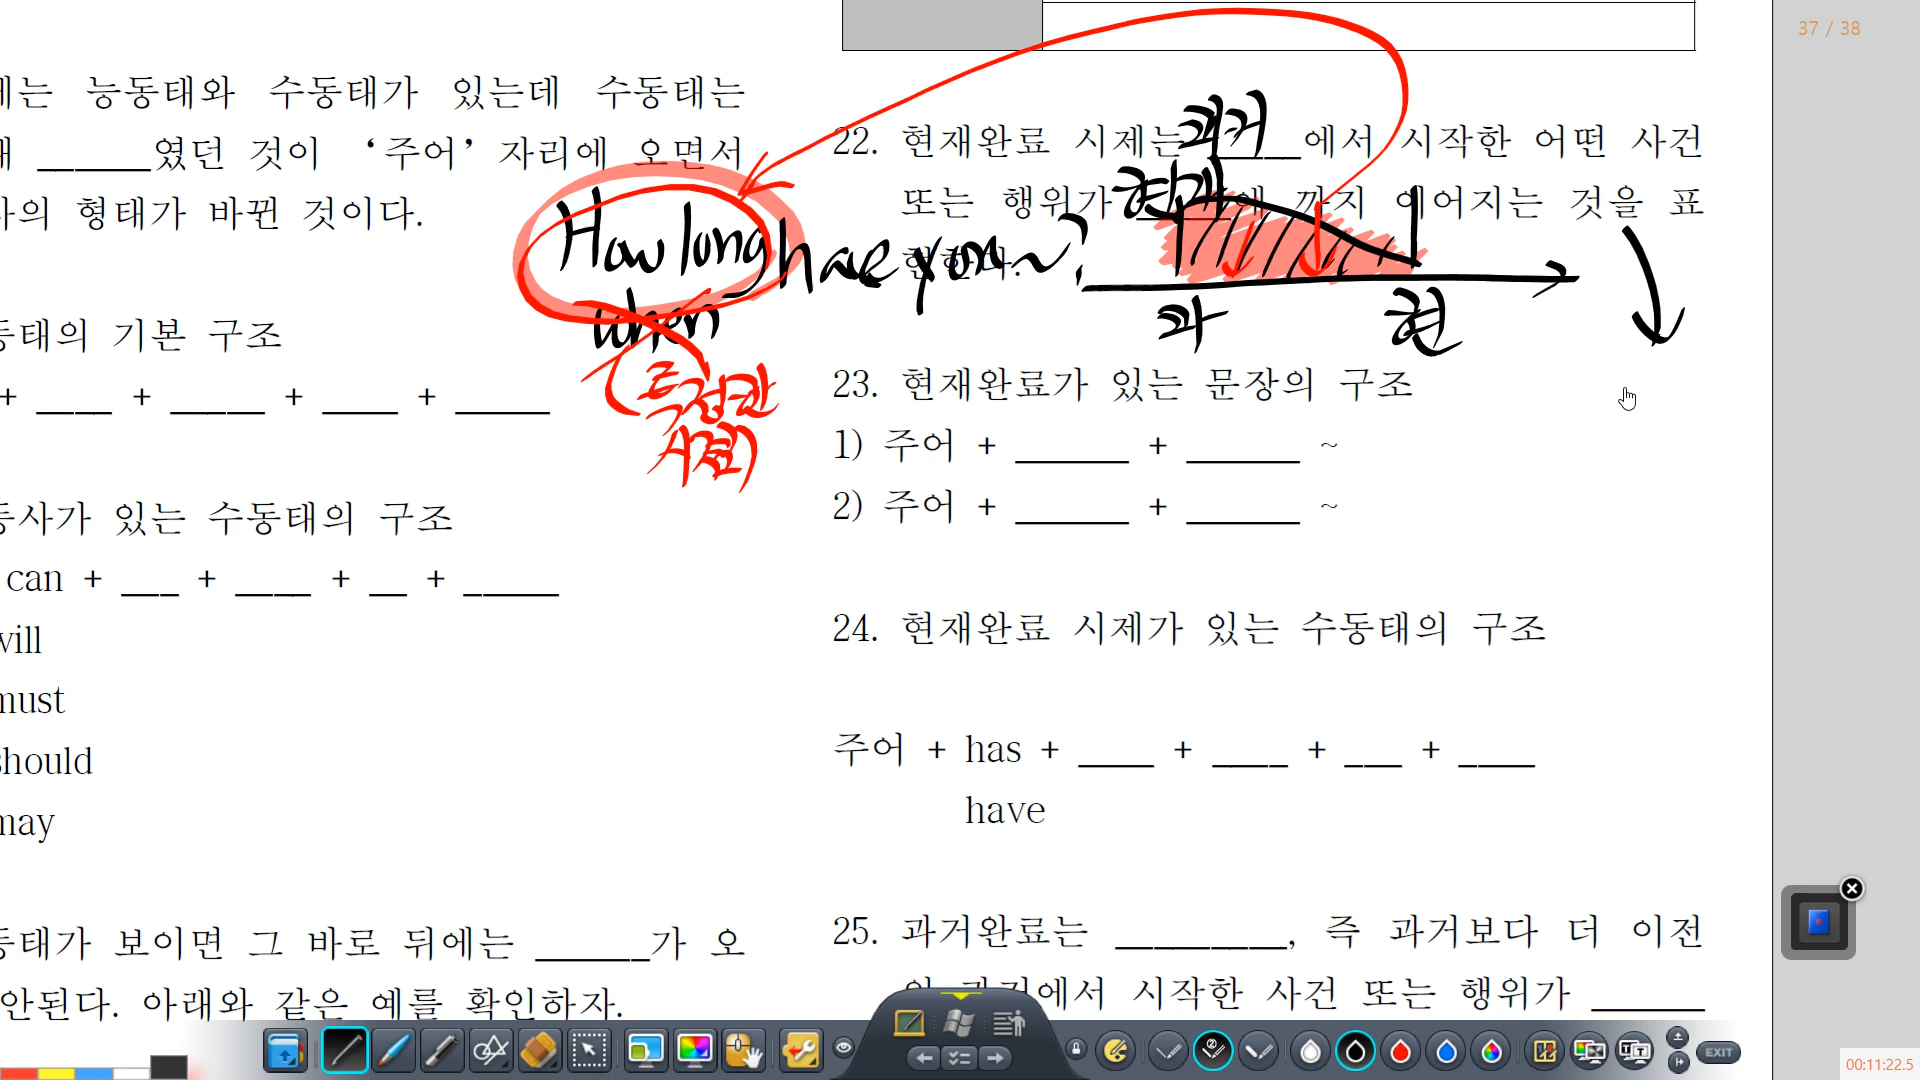 37 / 38
에는 능동태와 수동태가 있는데 수동태는
______였던 것이 ‘주어’ 자리에 오면서
의 형태가 바뀐 것이다.
동태의 기본 구조
+ ____ + _____ + ____ + _____
동사가 있는 수동태의 구조
can + ___ + ____ + __ + _____
will
must
should
may
동태가 보이면 그 바로 뒤에는 ______가 오
안된다. 아래와 같은 예를 확인하자.
How long have you ~?
when
특정한
시점)
22. 현재완료 시제는 과거에서 시작한 어떤 사건
또는 행위가 현재에 까지 이어지는 것을 표
현한다.
과 현
23. 현재완료가 있는 문장의 구조
1) 주어 + ______ + ______ ~
2) 주어 + ______ + ______ ~
24. 현재완료 시제가 있는 수동태의 구조
주어 + has + ____ + ____ + ___ + ____
have
25. 과거완료는 _________, 즉 과거보다 더 이전
의 과거에서 시작한 사건 또는 행위가 ______
EXIT
00:11:22.5